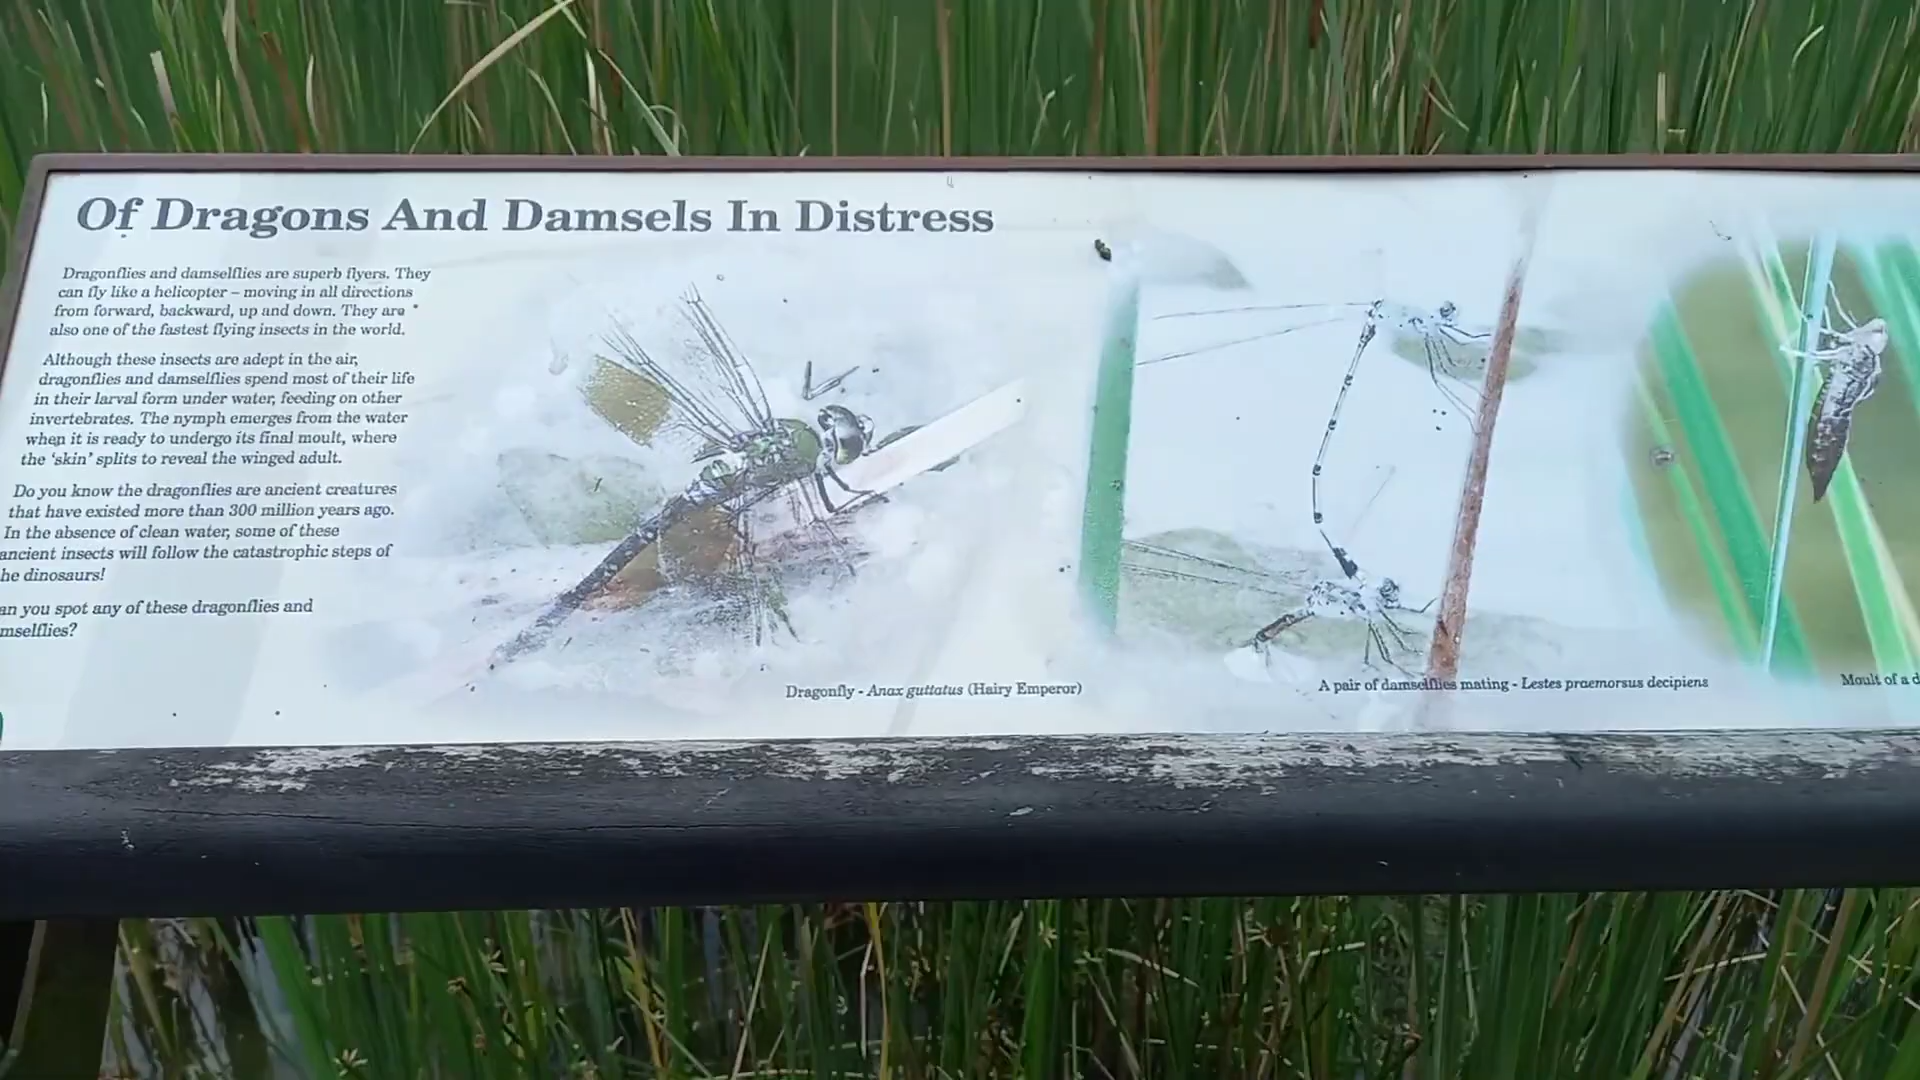 Of Dragons And Damsels In Distress
Dragonflies and damselflies are superb flyers. They
can fly like a helicopter – moving in all directions
from forward, backward, up and down. They are
also one of the fastest flying insects in the world.
Although these insects are adept in the air,
dragonflies and damselflies spend most of their life
in their larval form under water, feeding on other
invertebrates. The nymph emerges from the water
when it is ready to undergo its final moult, where
the ‘skin’ splits to reveal the winged adult.
Do you know the dragonflies are ancient creatures
that have existed more than 300 million years ago.
In the absence of clean water, some of these
ancient insects will follow the catastrophic steps of
he dinosaurs!
an you spot any of these dragonflies and
mselflies?
Dragonfly - Anax guttatus (Hairy Emperor)
A pair of damselflies mating - Lestes praemorsus decipiens
Moult of a d